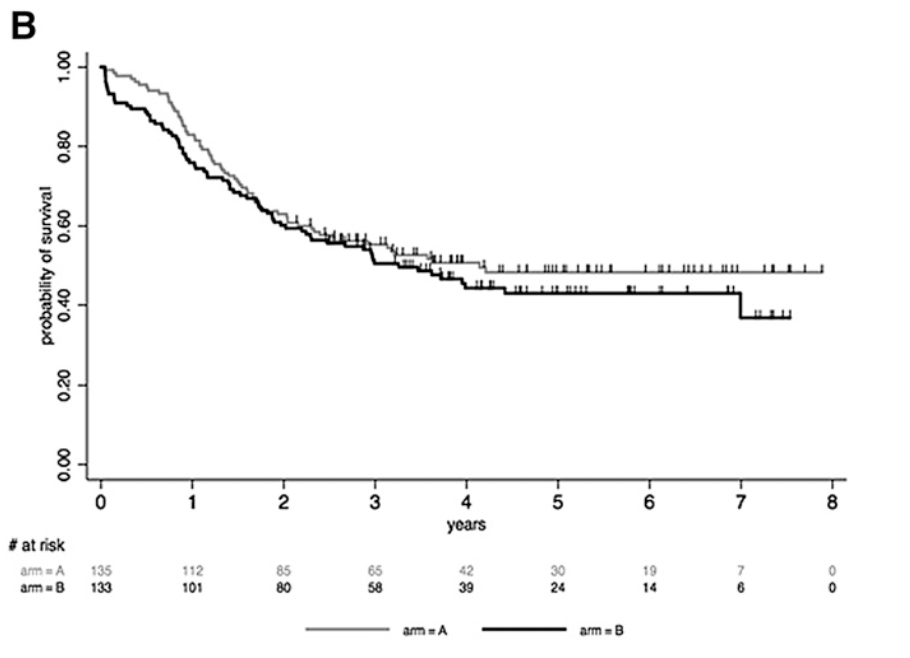 B
probability of survival
1.00
0.80
0.60
0.40
0.20
0.00
0 1 2 3 4 5 6 7 8
years
# at risk
arm = A 135 112 85 65 42 30 19 7 0
arm = B 133 101 80 58 39 24 14 6 0
arm = A arm = B